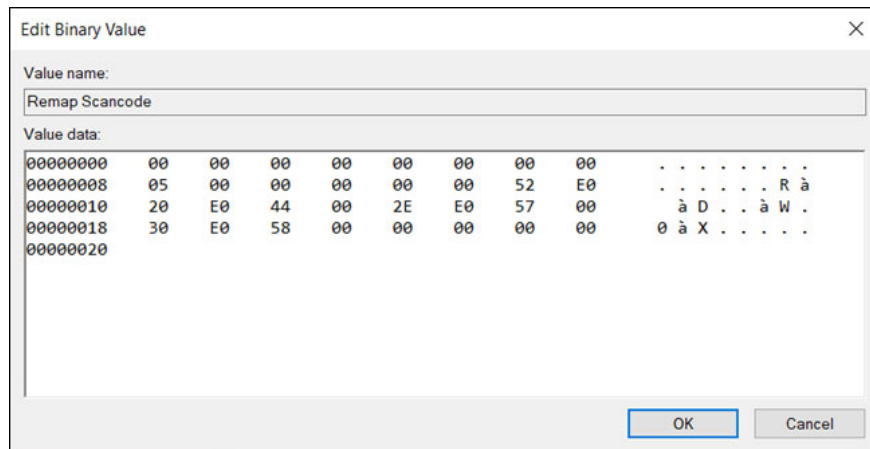 Edit Binary Value
Value name:
Remap Scancode
Value data:
00000000 00 00 00 00 00 00 00 00 . . . . . . . .
00000008 05 00 00 00 00 00 52 E0 . . . . . . R à
00000010 20 E0 44 00 2E E0 57 00 à D . . à W .
00000018 30 E0 58 00 00 00 00 00 0 à X . . . . .
00000020
OK Cancel